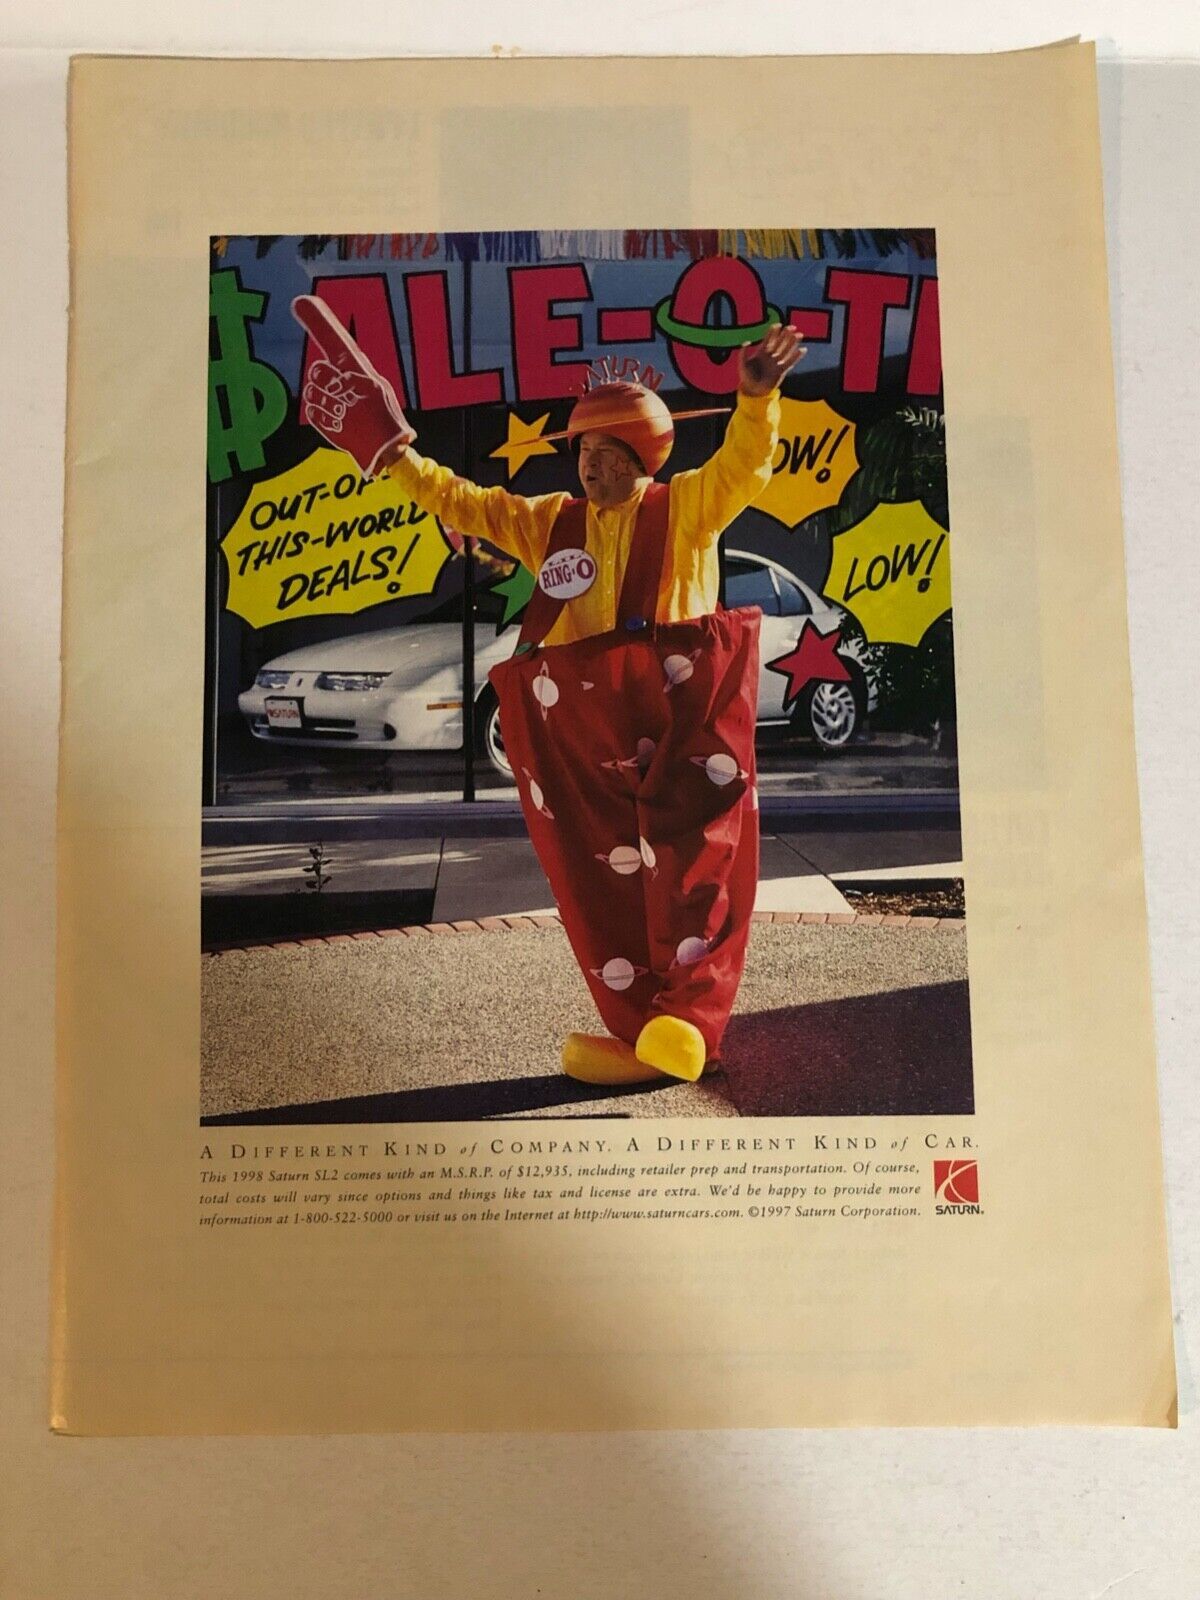 $ALE-O-T
SATURN
OUT-OF-
THIS-WORLD
DEALS!
OW!
LOW!
RING-O
SATURN
A DIFFERENT KIND of COMPANY. A DIFFERENT KIND of CAR.
This 1998 Saturn SL2 comes with an M.S.R.P. of $12,935, including retailer prep and transportation. Of course,
total costs will vary since options and things like tax and license are extra. We'd be happy to provide more
information at 1-800-522-5000 or visit us on the Internet at http://www.saturncars.com. ©1997 Saturn Corporation.
SATURN.